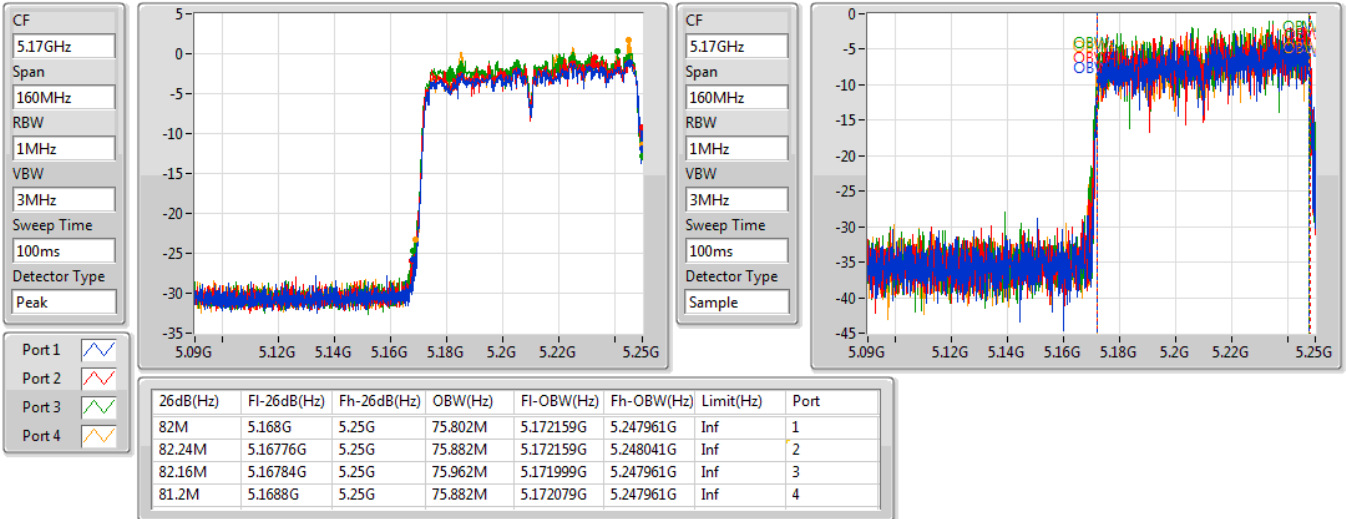 CF
5.17GHz
Span
160MHz
RBW
1MHz
VBW
3MHz
Sweep Time
100ms
Detector Type
Peak
5
0
-5
-10
-15
-20
-25
-30
-35
5.09G 5.12G 5.14G 5.16G 5.18G 5.2G 5.22G 5.25G
CF
5.17GHz
Span
160MHz
RBW
1MHz
VBW
3MHz
Sweep Time
100ms
Detector Type
Sample
0
-5
-10
-15
-20
-25
-30
-35
-40
-45
OBW
OBW
OBW
OBW
5.09G 5.12G 5.14G 5.16G 5.18G 5.2G 5.22G 5.25G
Port 1
Port 2
Port 3
Port 4
26dB(Hz) Fl-26dB(Hz) Fh-26dB(Hz) OBW(Hz) Fl-OBW(Hz) Fh-OBW(Hz) Limit(Hz) Port
82M 5.168G 5.25G 75.802M 5.172159G 5.247961G Inf 1
82.24M 5.16776G 5.25G 75.882M 5.172159G 5.248041G Inf 2
82.16M 5.16784G 5.25G 75.962M 5.171999G 5.247961G Inf 3
81.2M 5.1688G 5.25G 75.882M 5.172079G 5.247961G Inf 4